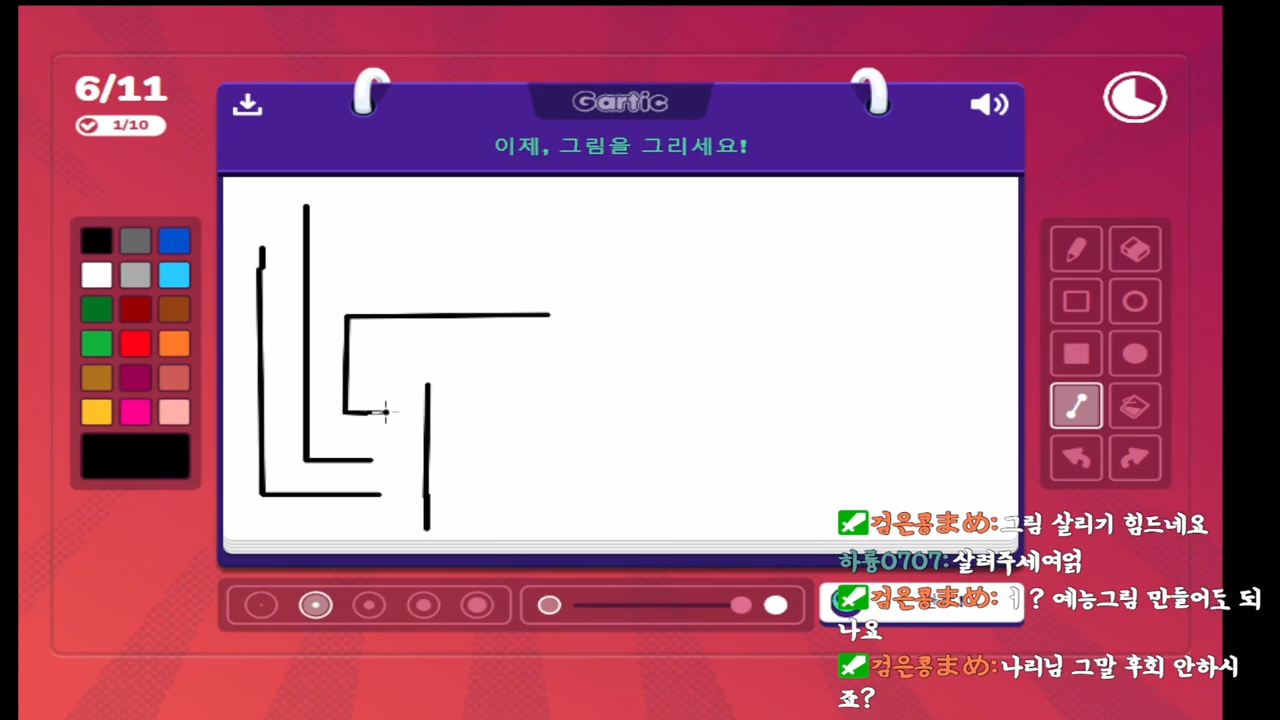 6/11
1/10
Gartic
이제, 그림을 그리세요!
검은콩まめ:그림 살리기 힘드네요
하룡0707:살려주세여얽
검은콩まめ:ㅓ? 예능그림 만들어도 되
나요
검은콩まめ:나리님 그말 후회 안하시
죠?